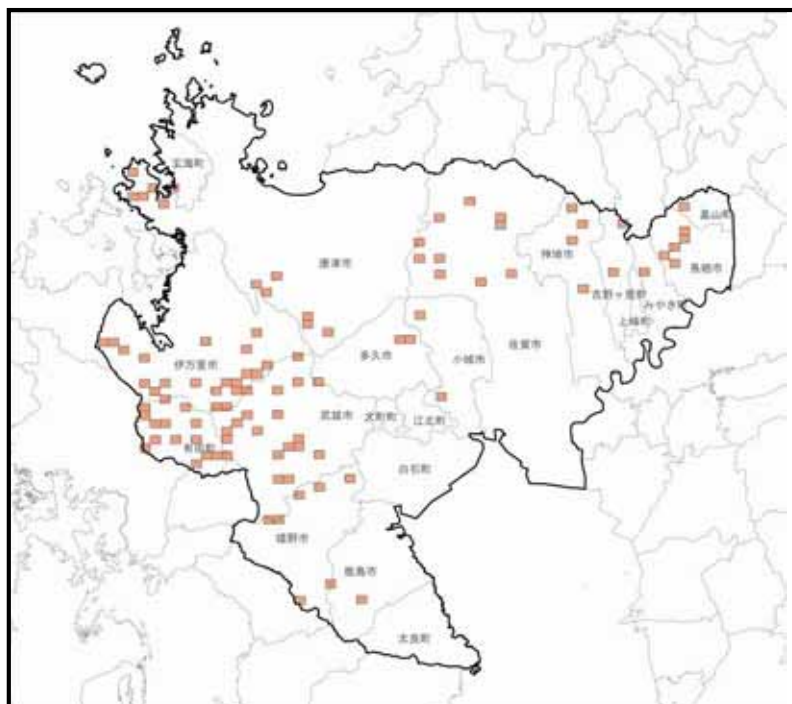 玄海町
唐津市
基山町
鳥栖市
神埼市
吉野ヶ里町
みやき町
上峰町
佐賀市
小城市
多久市
伊万里市
武雄市
大町町
江北町
有田町
白石町
嬉野市
鹿島市
太良町